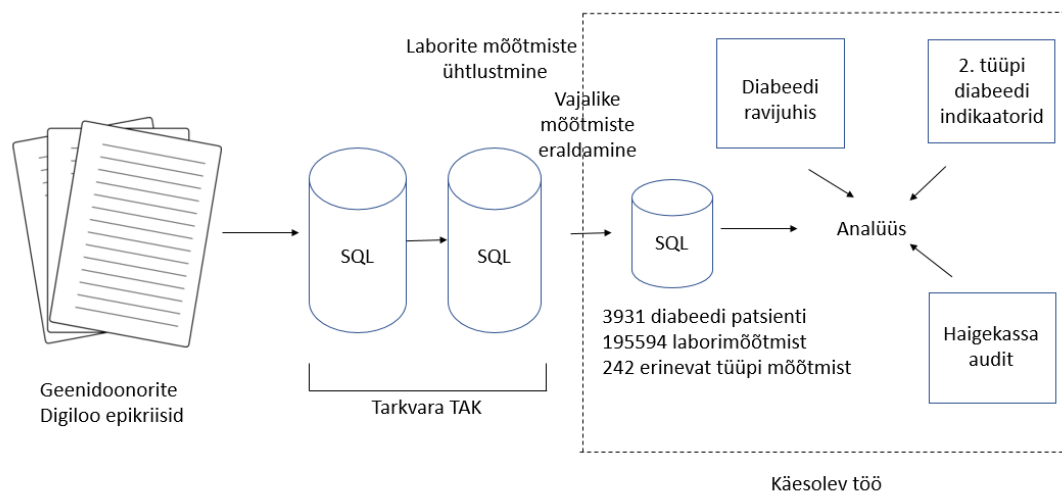 Laborite mõõtmiste
ühtlustmine
Vajalike
mõõtmiste
eraldamine
Diabeedi
ravijuhis
2. tüüpi
diabeedi
indikaatorid
SQL
SQL
SQL
Analüüs
3931 diabeedi patsienti
195594 laborimõõtmist
242 erinevat tüüpi mõõtmist
Haigekassa
audit
Geenidoonorite
Digiloo epikriisid
Tarkvara TAK
Käesolev töö